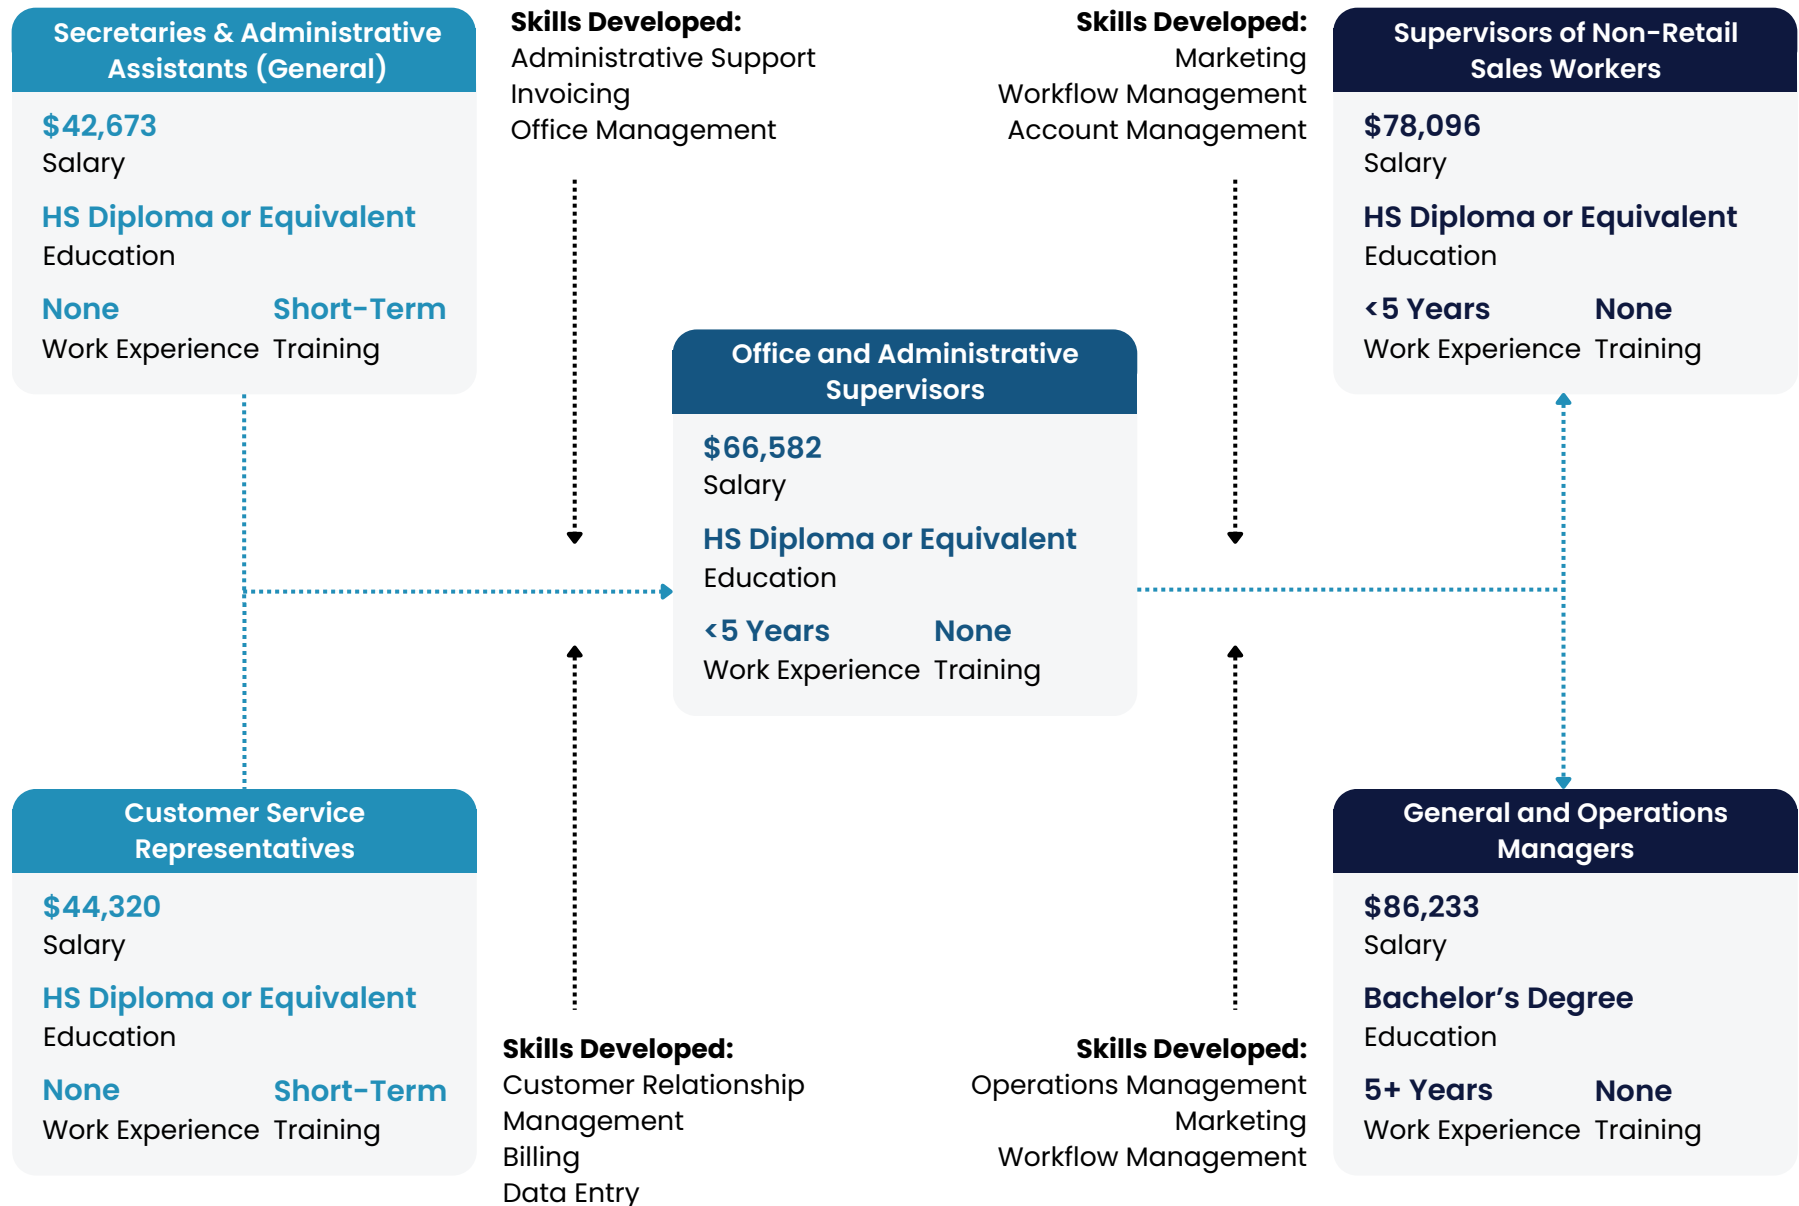 Secretaries & Administrative
Assistants (General)
$42,673
Salary
HS Diploma or Equivalent
Education
None Short-Term
Work Experience Training
Skills Developed:
Administrative Support
Invoicing
Office Management
Skills Developed:
Marketing
Workflow Management
Account Management
Supervisors of Non-Retail
Sales Workers
$78,096
Salary
HS Diploma or Equivalent
Education
<5 Years None
Work Experience Training
Office and Administrative
Supervisors
$66,582
Salary
HS Diploma or Equivalent
Education
<5 Years None
Work Experience Training
Customer Service
Representatives
$44,320
Salary
HS Diploma or Equivalent
Education
None Short-Term
Work Experience Training
Skills Developed:
Customer Relationship
Management
Billing
Data Entry
Skills Developed:
Operations Management
Marketing
Workflow Management
General and Operations
Managers
$86,233
Salary
Bachelor’s Degree
Education
5+ Years None
Work Experience Training